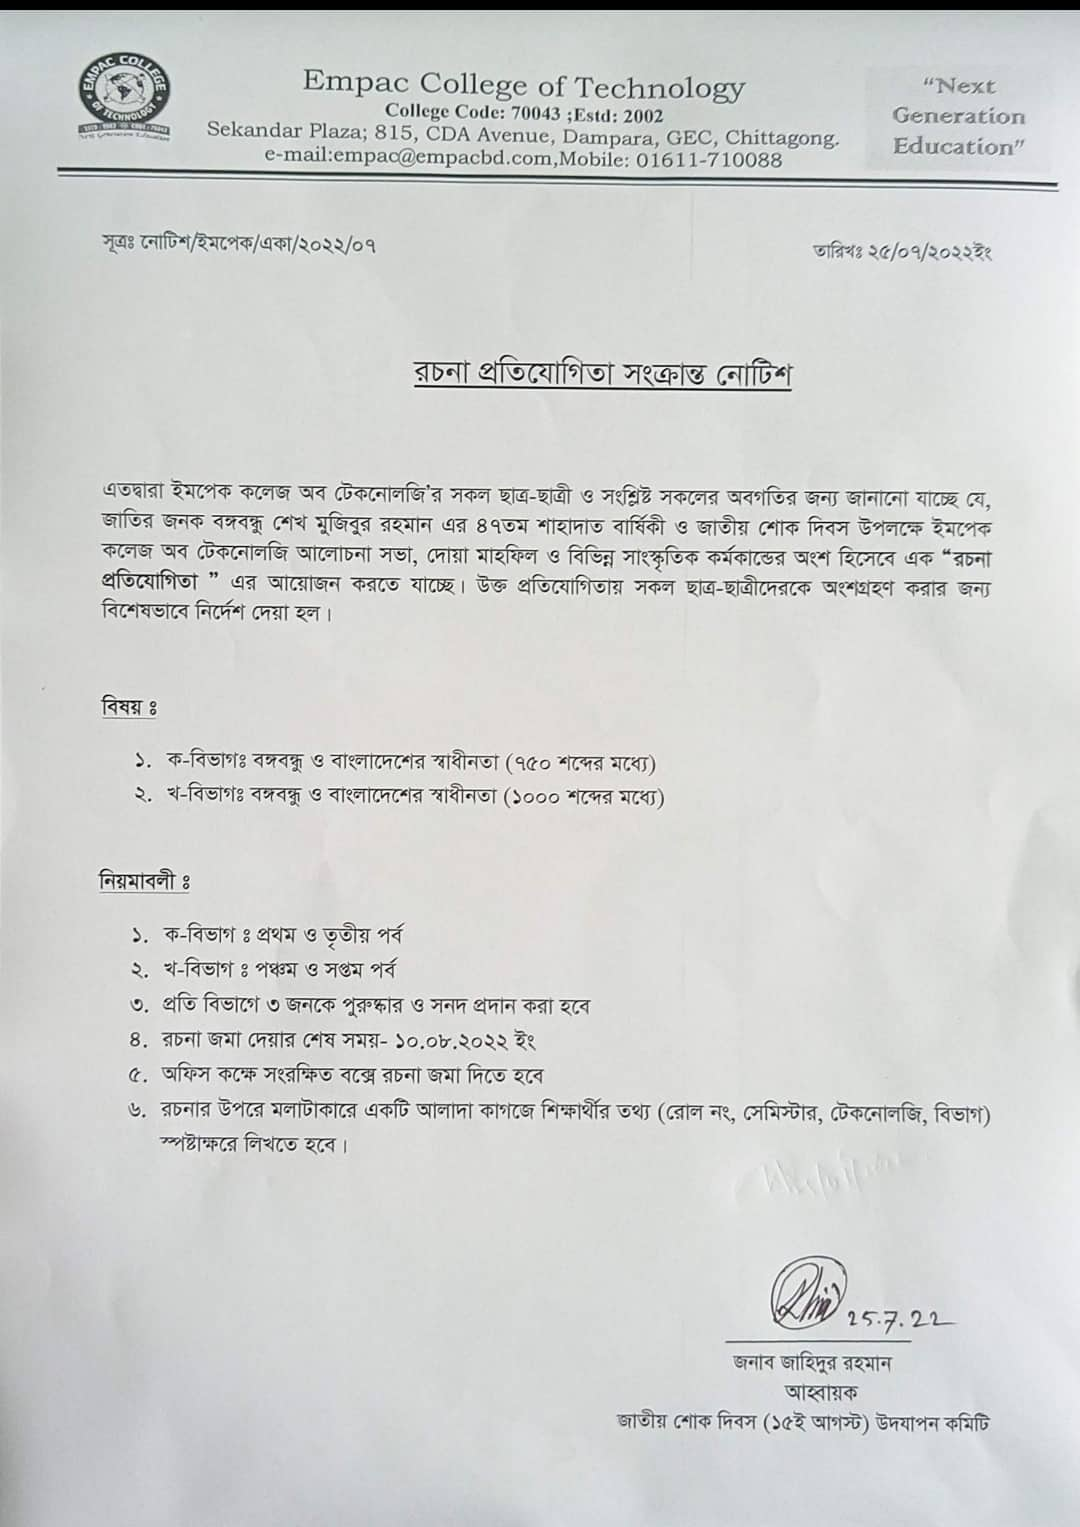 EMPAC COLLEGE OF TECHNOLOGY
Empac College of Technology
College Code: 70043 ;Estd: 2002
Sekandar Plaza; 815, CDA Avenue, Dampara, GEC, Chittagong.
e-mail:empac@empacbd.com,Mobile: 01611-710088
“Next
Generation
Education”
সূত্রঃ নোটিশ/ইমপেক/একা/২০২২/০৭
তারিখঃ ২৫/০৭/২০২২ইং
রচনা প্রতিযোগিতা সংক্রান্ত নোটিশ
এতদ্বারা ইমপেক কলেজ অব টেকনোলজি’র সকল ছাত্র-ছাত্রী ও সংশ্লিষ্ট সকলের অবগতির জন্য জানানো যাচ্ছে যে,
জাতির জনক বঙ্গবন্ধু শেখ মুজিবুর রহমান এর ৪৭তম শাহাদাত বার্ষিকী ও জাতীয় শোক দিবস উপলক্ষে ইমপেক
কলেজ অব টেকনোলজি আলোচনা সভা, দোয়া মাহফিল ও বিভিন্ন সাংস্কৃতিক কর্মকান্ডের অংশ হিসেবে এক “রচনা
প্রতিযোগিতা ” এর আয়োজন করতে যাচ্ছে। উক্ত প্রতিযোগিতায় সকল ছাত্র-ছাত্রীদেরকে অংশগ্রহণ করার জন্য
বিশেষভাবে নির্দেশ দেয়া হল।
বিষয় ঃ
১. ক-বিভাগঃ বঙ্গবন্ধু ও বাংলাদেশের স্বাধীনতা (৭৫০ শব্দের মধ্যে)
২. খ-বিভাগঃ বঙ্গবন্ধু ও বাংলাদেশের স্বাধীনতা (১০০০ শব্দের মধ্যে)
নিয়মাবলী ঃ
১. ক-বিভাগ ঃ প্রথম ও তৃতীয় পর্ব
২. খ-বিভাগ ঃ পঞ্চম ও সপ্তম পর্ব
৩. প্রতি বিভাগে ৩ জনকে পুরুষ্কার ও সনদ প্রদান করা হবে
৪. রচনা জমা দেয়ার শেষ সময়- ১০.০৮.২০২২ ইং
৫. অফিস কক্ষে সংরক্ষিত বক্সে রচনা জমা দিতে হবে
৬. রচনার উপরে মলাটাকারে একটি আলাদা কাগজে শিক্ষার্থীর তথ্য (রোল নং, সেমিস্টার, টেকনোলজি, বিভাগ)
স্পষ্টাক্ষরে লিখতে হবে।
25.7.22
জনাব জাহিদুর রহমান
আহ্বায়ক
জাতীয় শোক দিবস (১৫ই আগস্ট) উদযাপন কমিটি